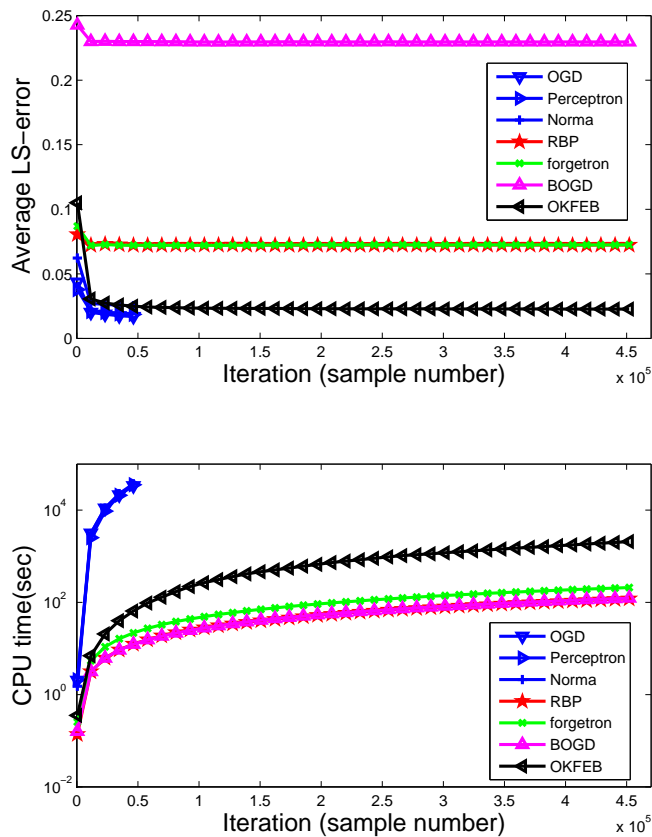 0.25
0.2
0.15
0.1
0.05
0
Average LS-error
OGD
Perceptron
Norma
RBP
forgetron
BOGD
OKFEB
0 0.5 1 1.5 2 2.5 3 3.5 4 4.5
x 10^5
Iteration (sample number)
10^4
10^2
10^0
10^-2
CPU time(sec)
OGD
Perceptron
Norma
RBP
forgetron
BOGD
OKFEB
0 0.5 1 1.5 2 2.5 3 3.5 4 4.5
x 10^5
Iteration (sample number)